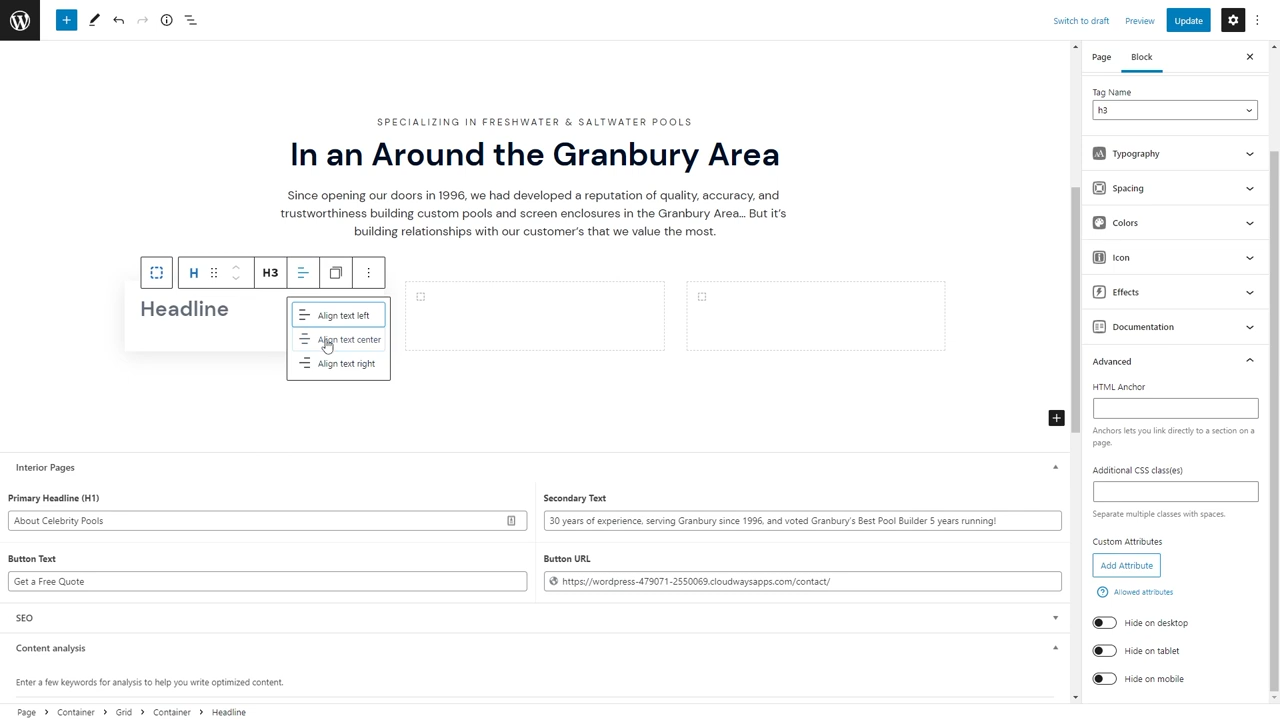 Switch to draft
Preview
Update
Page
Block
Tag Name
h3
SPECIALIZING IN FRESHWATER & SALTWATER POOLS
In an Around the Granbury Area
Since opening our doors in 1996, we had developed a reputation of quality, accuracy, and
trustworthiness building custom pools and screen enclosures in the Granbury Area... But it's
building relationships with our customer's that we value the most.
H
H3
Headline
Align text left
Align text center
Align text right
Typography
Spacing
Colors
Icon
Effects
Documentation
Advanced
HTML Anchor
Anchors lets you link directly to a section on a
page.
Additional CSS class(es)
Separate multiple classes with spaces.
Custom Attributes
Add Attribute
Allowed attributes
Hide on desktop
Hide on tablet
Hide on mobile
Interior Pages
Primary Headline (H1)
About Celebrity Pools
Secondary Text
30 years of experience, serving Granbury since 1996, and voted Granbury's Best Pool Builder 5 years running!
Button Text
Get a Free Quote
Button URL
https://wordpress-479071-2550069.cloudwaysapps.com/contact/
SEO
Content analysis
Enter a few keywords for analysis to help you write optimized content.
Page > Container > Grid > Container > Headline